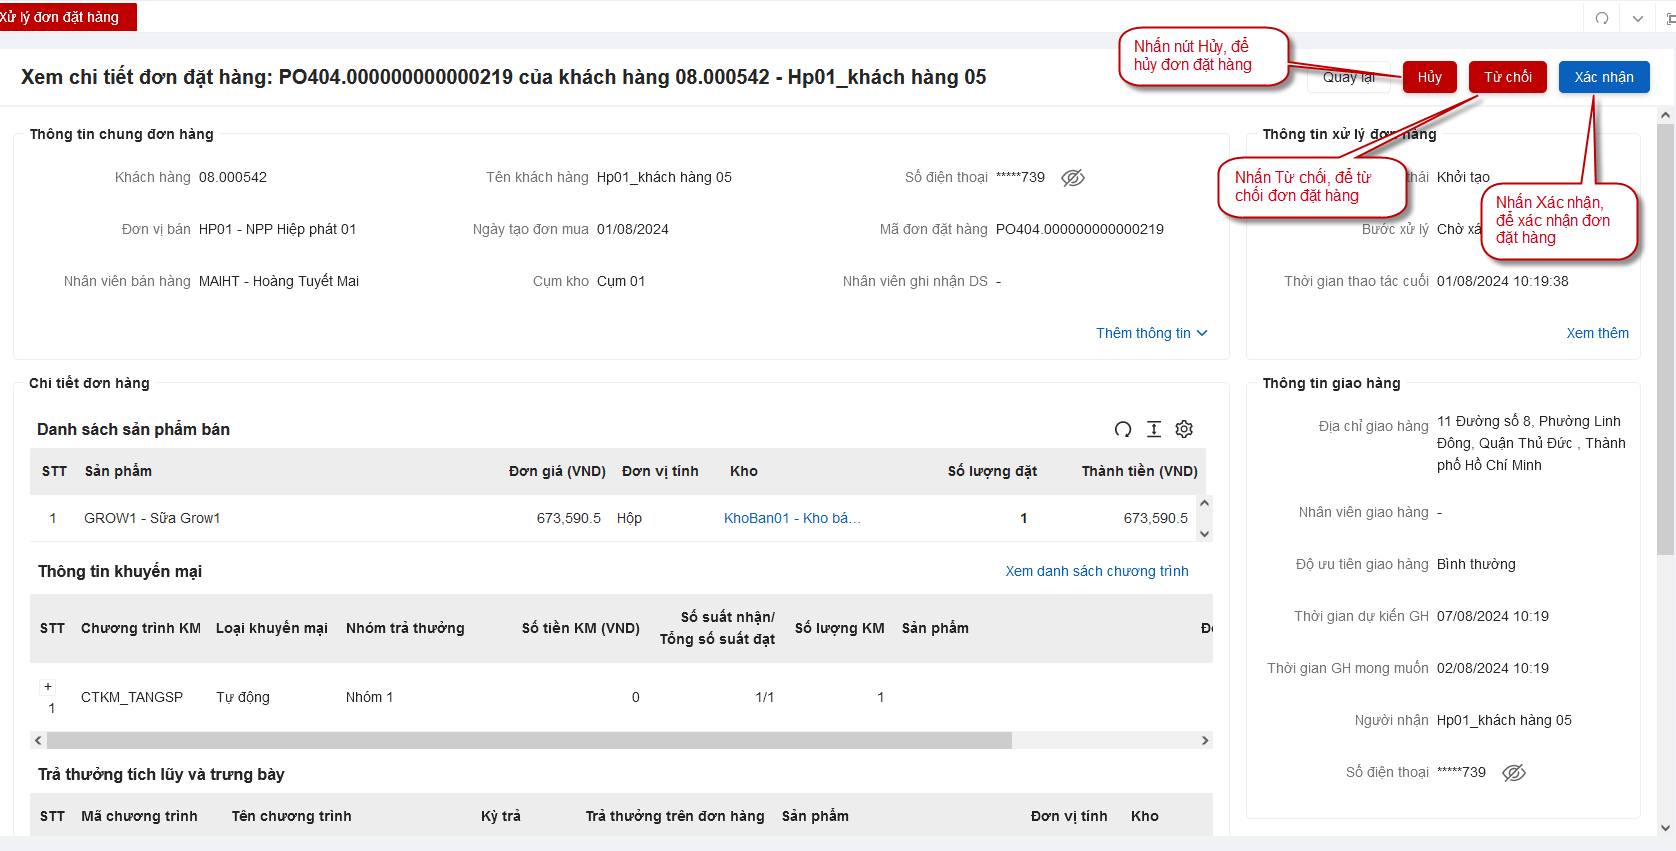 Xử lý đơn đặt hàng
Xem chi tiết đơn đặt hàng: PO404.000000000000219 của khách hàng 08.000542 - Hp01_khách hàng 05
Nhấn nút Hủy, để
hủy đơn đặt hàng
Quay lại
Hủy
Từ chối
Xác nhận
Thông tin chung đơn hàng
Khách hàng 08.000542
Tên khách hàng Hp01_khách hàng 05
Số điện thoại *****739
Đơn vị bán HP01 - NPP Hiệp phát 01
Ngày tạo đơn mua 01/08/2024
Mã đơn đặt hàng PO404.000000000000219
Nhân viên bán hàng MAIHT - Hoàng Tuyết Mai
Cụm kho Cụm 01
Nhân viên ghi nhận DS -
Thêm thông tin
Thông tin xử lý đơn hàng
Nhấn Từ chối, để từ
chối đơn đặt hàng
Khởi tạo
Nhấn Xác nhận,
để xác nhận đơn
đặt hàng
Bước xử lý Chờ
Thời gian thao tác cuối 01/08/2024 10:19:38
Xem thêm
Chi tiết đơn hàng
Danh sách sản phẩm bán
STT Sản phẩm Đơn giá (VND) Đơn vị tính Kho Số lượng đặt Thành tiền (VND)
1 GROW1 - Sữa Grow1 673,590.5 Hộp KhoBan01 - Kho bá... 1 673,590.5
Thông tin khuyến mại
Xem danh sách chương trình
STT Chương trình KM Loại khuyến mại Nhóm trả thưởng Số tiền KM (VND) Số suất nhận/
Tổng số suất đạt Số lượng KM Sản phẩm
+
1 CTKM_TANGSP Tự động Nhóm 1 0 1/1 1
Trả thưởng tích lũy và trưng bày
STT Mã chương trình Tên chương trình Kỳ trả Trả thưởng trên đơn hàng Sản phẩm Đơn vị tính Kho
Thông tin giao hàng
Địa chỉ giao hàng 11 Đường số 8, Phường Linh
Đông, Quận Thủ Đức , Thành
phố Hồ Chí Minh
Nhân viên giao hàng -
Độ ưu tiên giao hàng Bình thường
Thời gian dự kiến GH 07/08/2024 10:19
Thời gian GH mong muốn 02/08/2024 10:19
Người nhận Hp01_khách hàng 05
Số điện thoại *****739